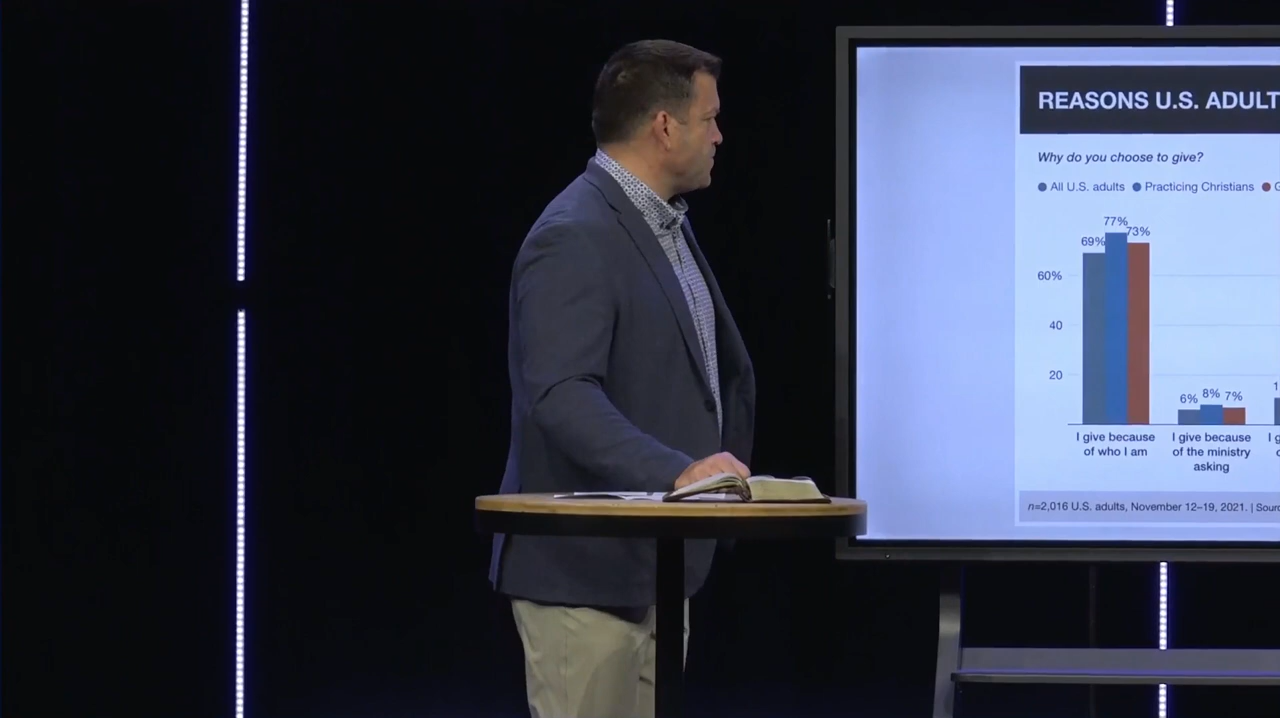 REASONS U.S. ADULT
Why do you choose to give?
All U.S. adults Practicing Christians G
77%
69% 73%
60%
40
20
6% 8% 7% 1
I give because of who I am
I give because of the ministry asking
n=2,016 U.S. adults, November 12–19, 2021. | Sourc